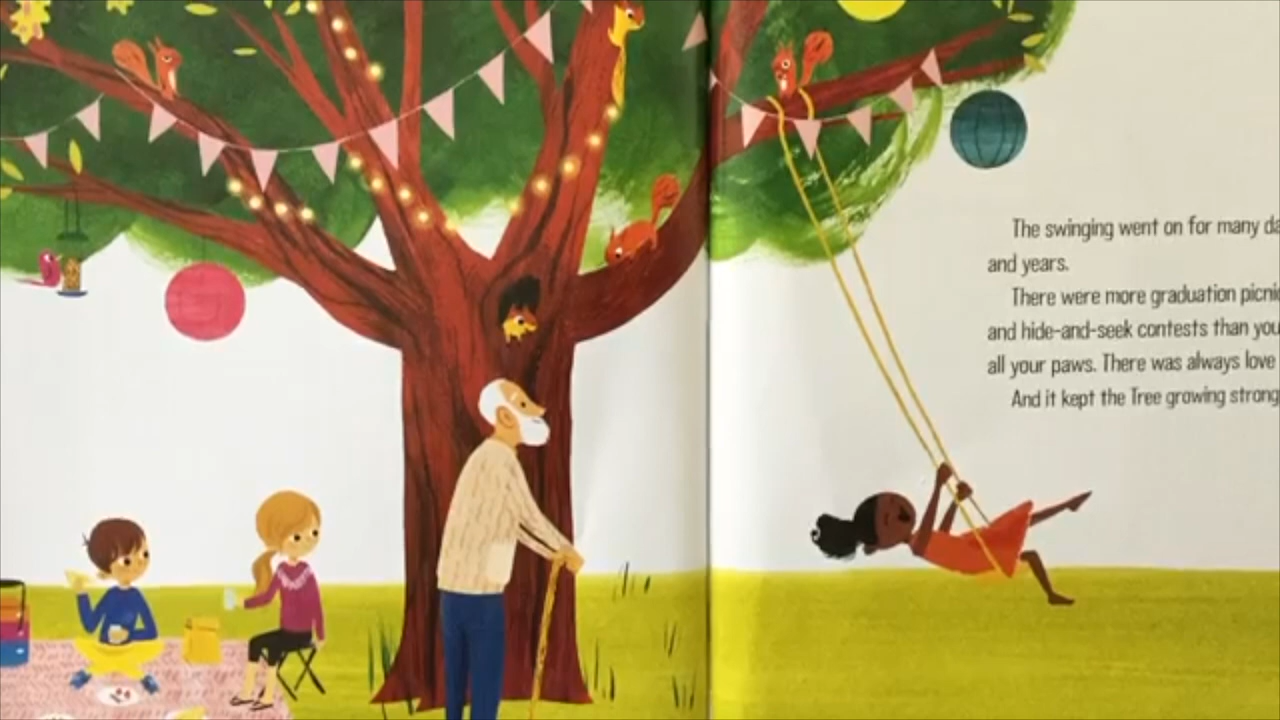 The swinging went on for many da
and years.
There were more graduation picni
and hide-and-seek contests than you
all your paws. There was always love
And it kept the Tree growing strong